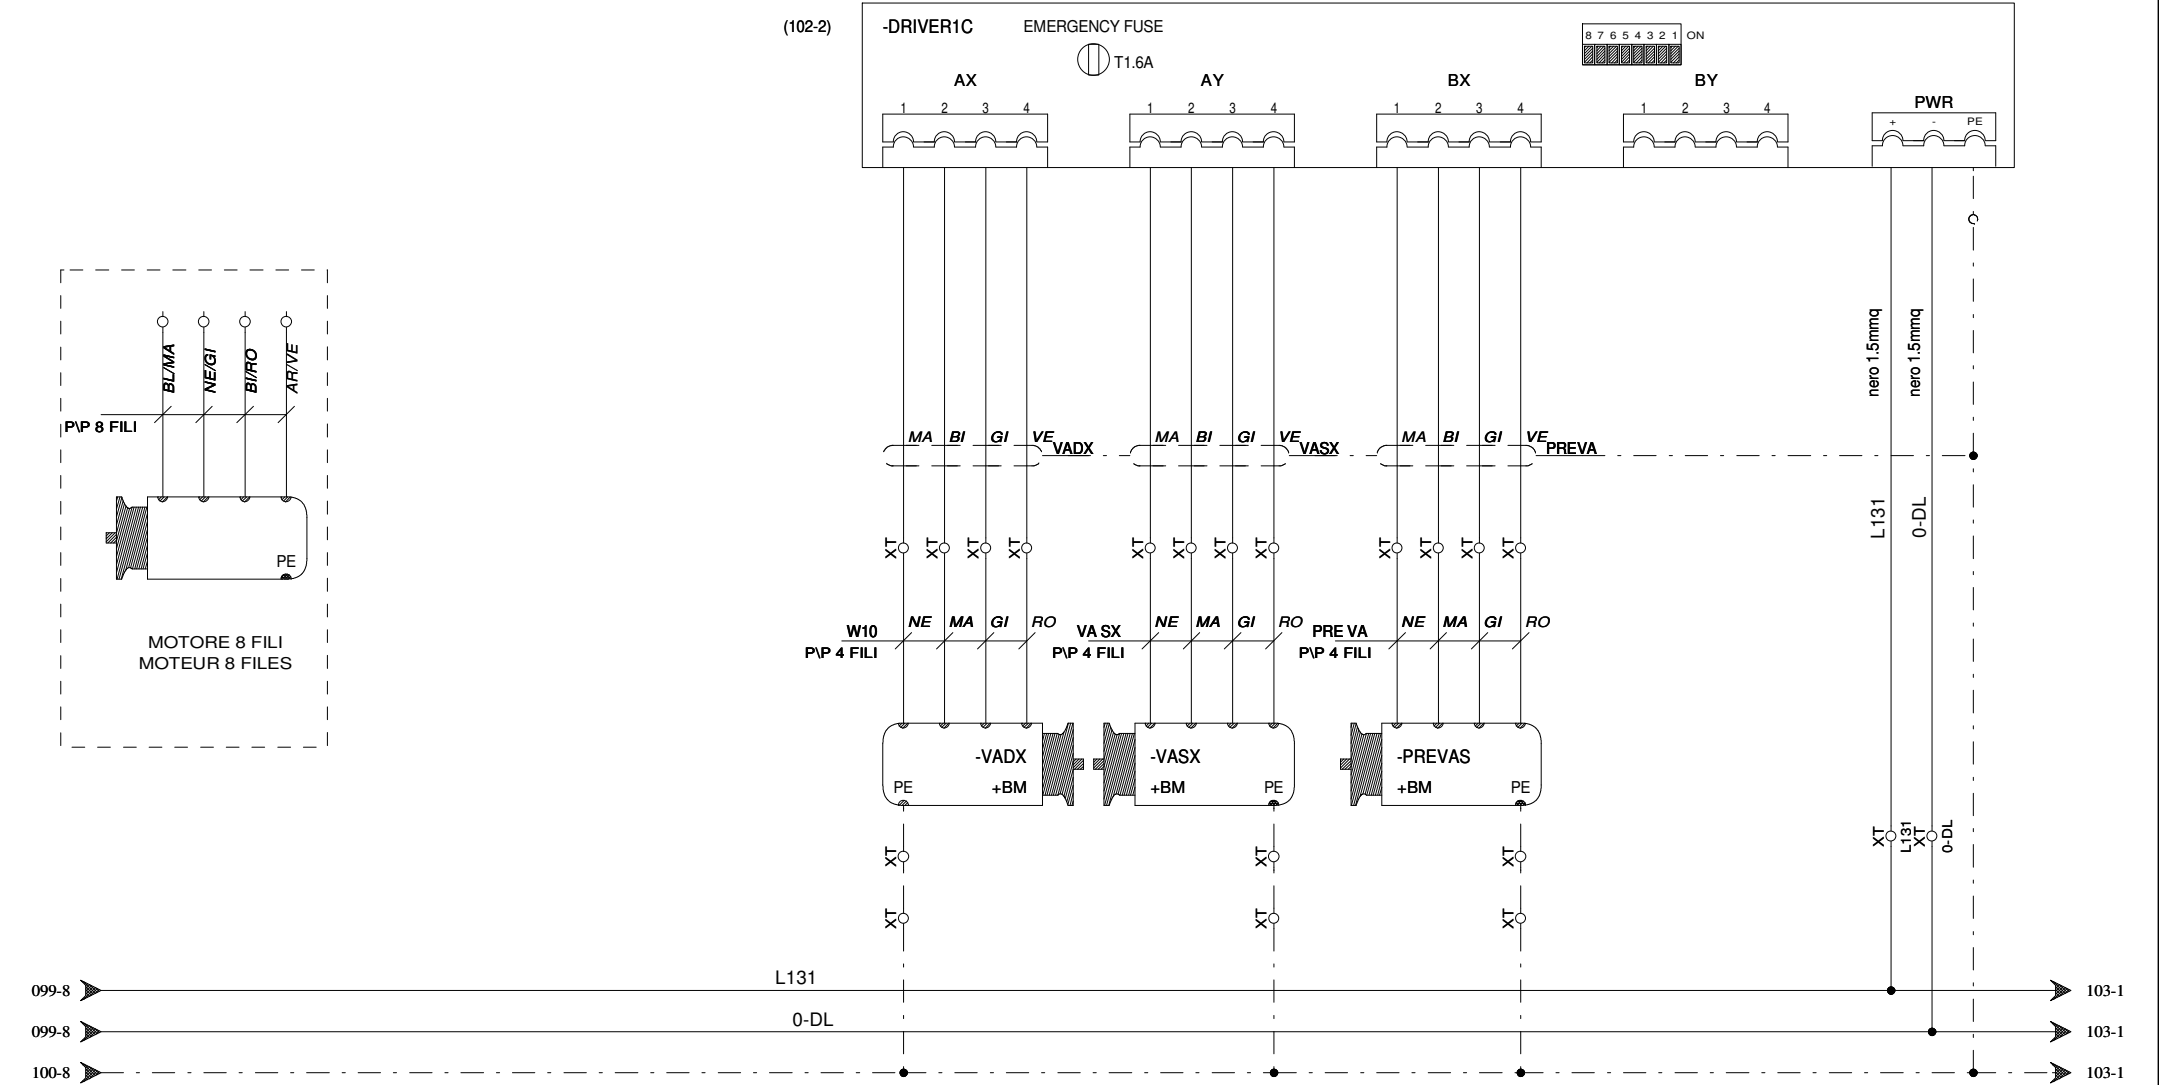 (102-2) -DRIVER1C EMERGENCY FUSE
8 7 6 5 4 3 2 1 ON
T1.6A
AX AY BX BY
PWR
1 2 3 4 1 2 3 4 1 2 3 4 1 2 3 4
+ - PE
nero 1.5mmq nero 1.5mmq
BL/MA NE/GI BI/RO AR/VE
P\P 8 FILI
MA BI GI VE VADX MA BI GI VE VASX MA BI GI VE PREVA
L131 0-DL
XT XT XT XT XT XT XT XT XT XT XT XT
PE
MOTORE 8 FILI
MOTEUR 8 FILES
W10 NE MA GI RO VA SX NE MA GI RO PRE VA NE MA GI RO
P\P 4 FILI P\P 4 FILI P\P 4 FILI
-VADX -VASX -PREVAS
PE +BM +BM PE +BM PE
XT L131 XT 0-DL
XT XT XT
XT XT XT
L131
099-8 103-1
0-DL
099-8 103-1
100-8 103-1